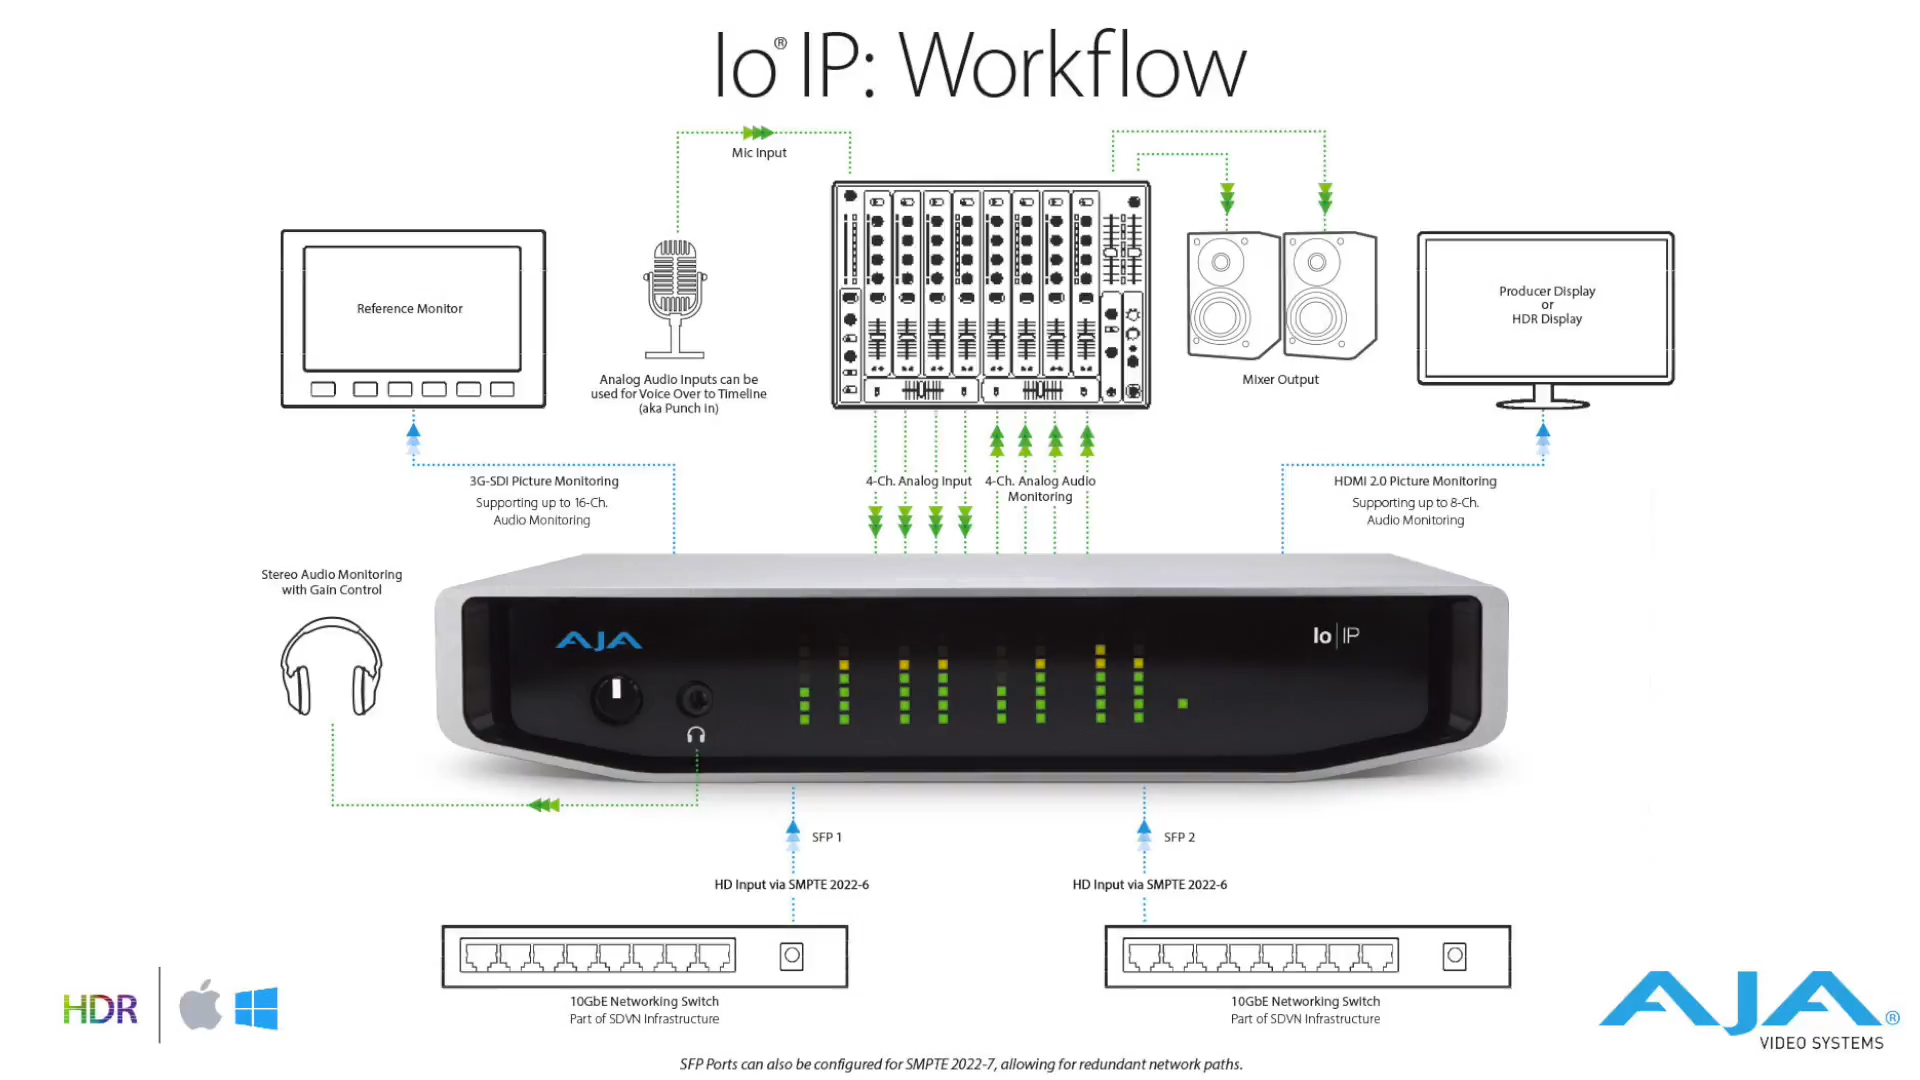 Io® IP: Workflow
Mic Input
Reference Monitor
Analog Audio Inputs can be
used for Voice Over to Timeline
(aka Punch In)
Mixer Output
Producer Display
or
HDR Display
3G-SDI Picture Monitoring
Supporting up to 16-Ch.
Audio Monitoring
4-Ch. Analog Input
4-Ch. Analog Audio
Monitoring
HDMI 2.0 Picture Monitoring
Supporting up to 8-Ch.
Audio Monitoring
Stereo Audio Monitoring
with Gain Control
AJA
Io|IP
SFP 1
SFP 2
HD Input via SMPTE 2022-6
HD Input via SMPTE 2022-6
10GbE Networking Switch
Part of SDVN Infrastructure
10GbE Networking Switch
Part of SDVN Infrastructure
HDR
AJA®
VIDEO SYSTEMS
SFP Ports can also be configured for SMPTE 2022-7, allowing for redundant network paths.